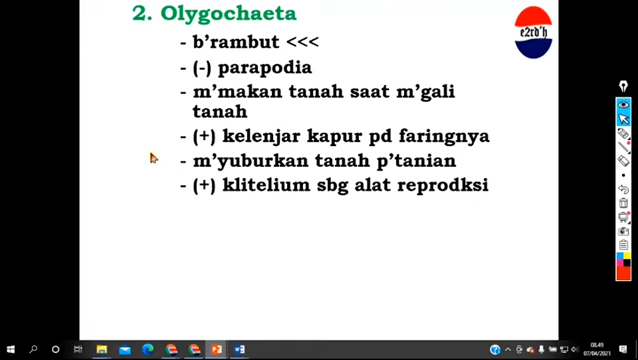 2. Olygochaeta
e2rd'h
- b'rambut <<<
- (-) parapodia
- m'makan tanah saat m'gali
tanah
- (+) kelenjar kapur pd faringnya
- m'yuburkan tanah p'tanian
- (+) klitelium sbg alat reprodksi
08.49
07/04/2021